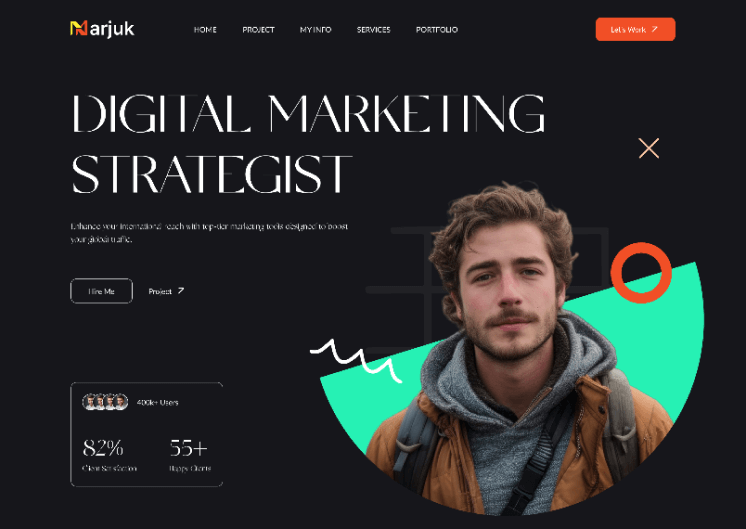 Marjuk
HOME PROJECT MY INFO SERVICES PORTFOLIO
Let's Work
DIGITAL MARKETING
STRATEGIST
Enhance your international reach with top-tier marketing tools designed to boost
your global traffic.
Hire Me
Project
400k+ Users
82%
Client Satisfaction
55+
Happy Clients